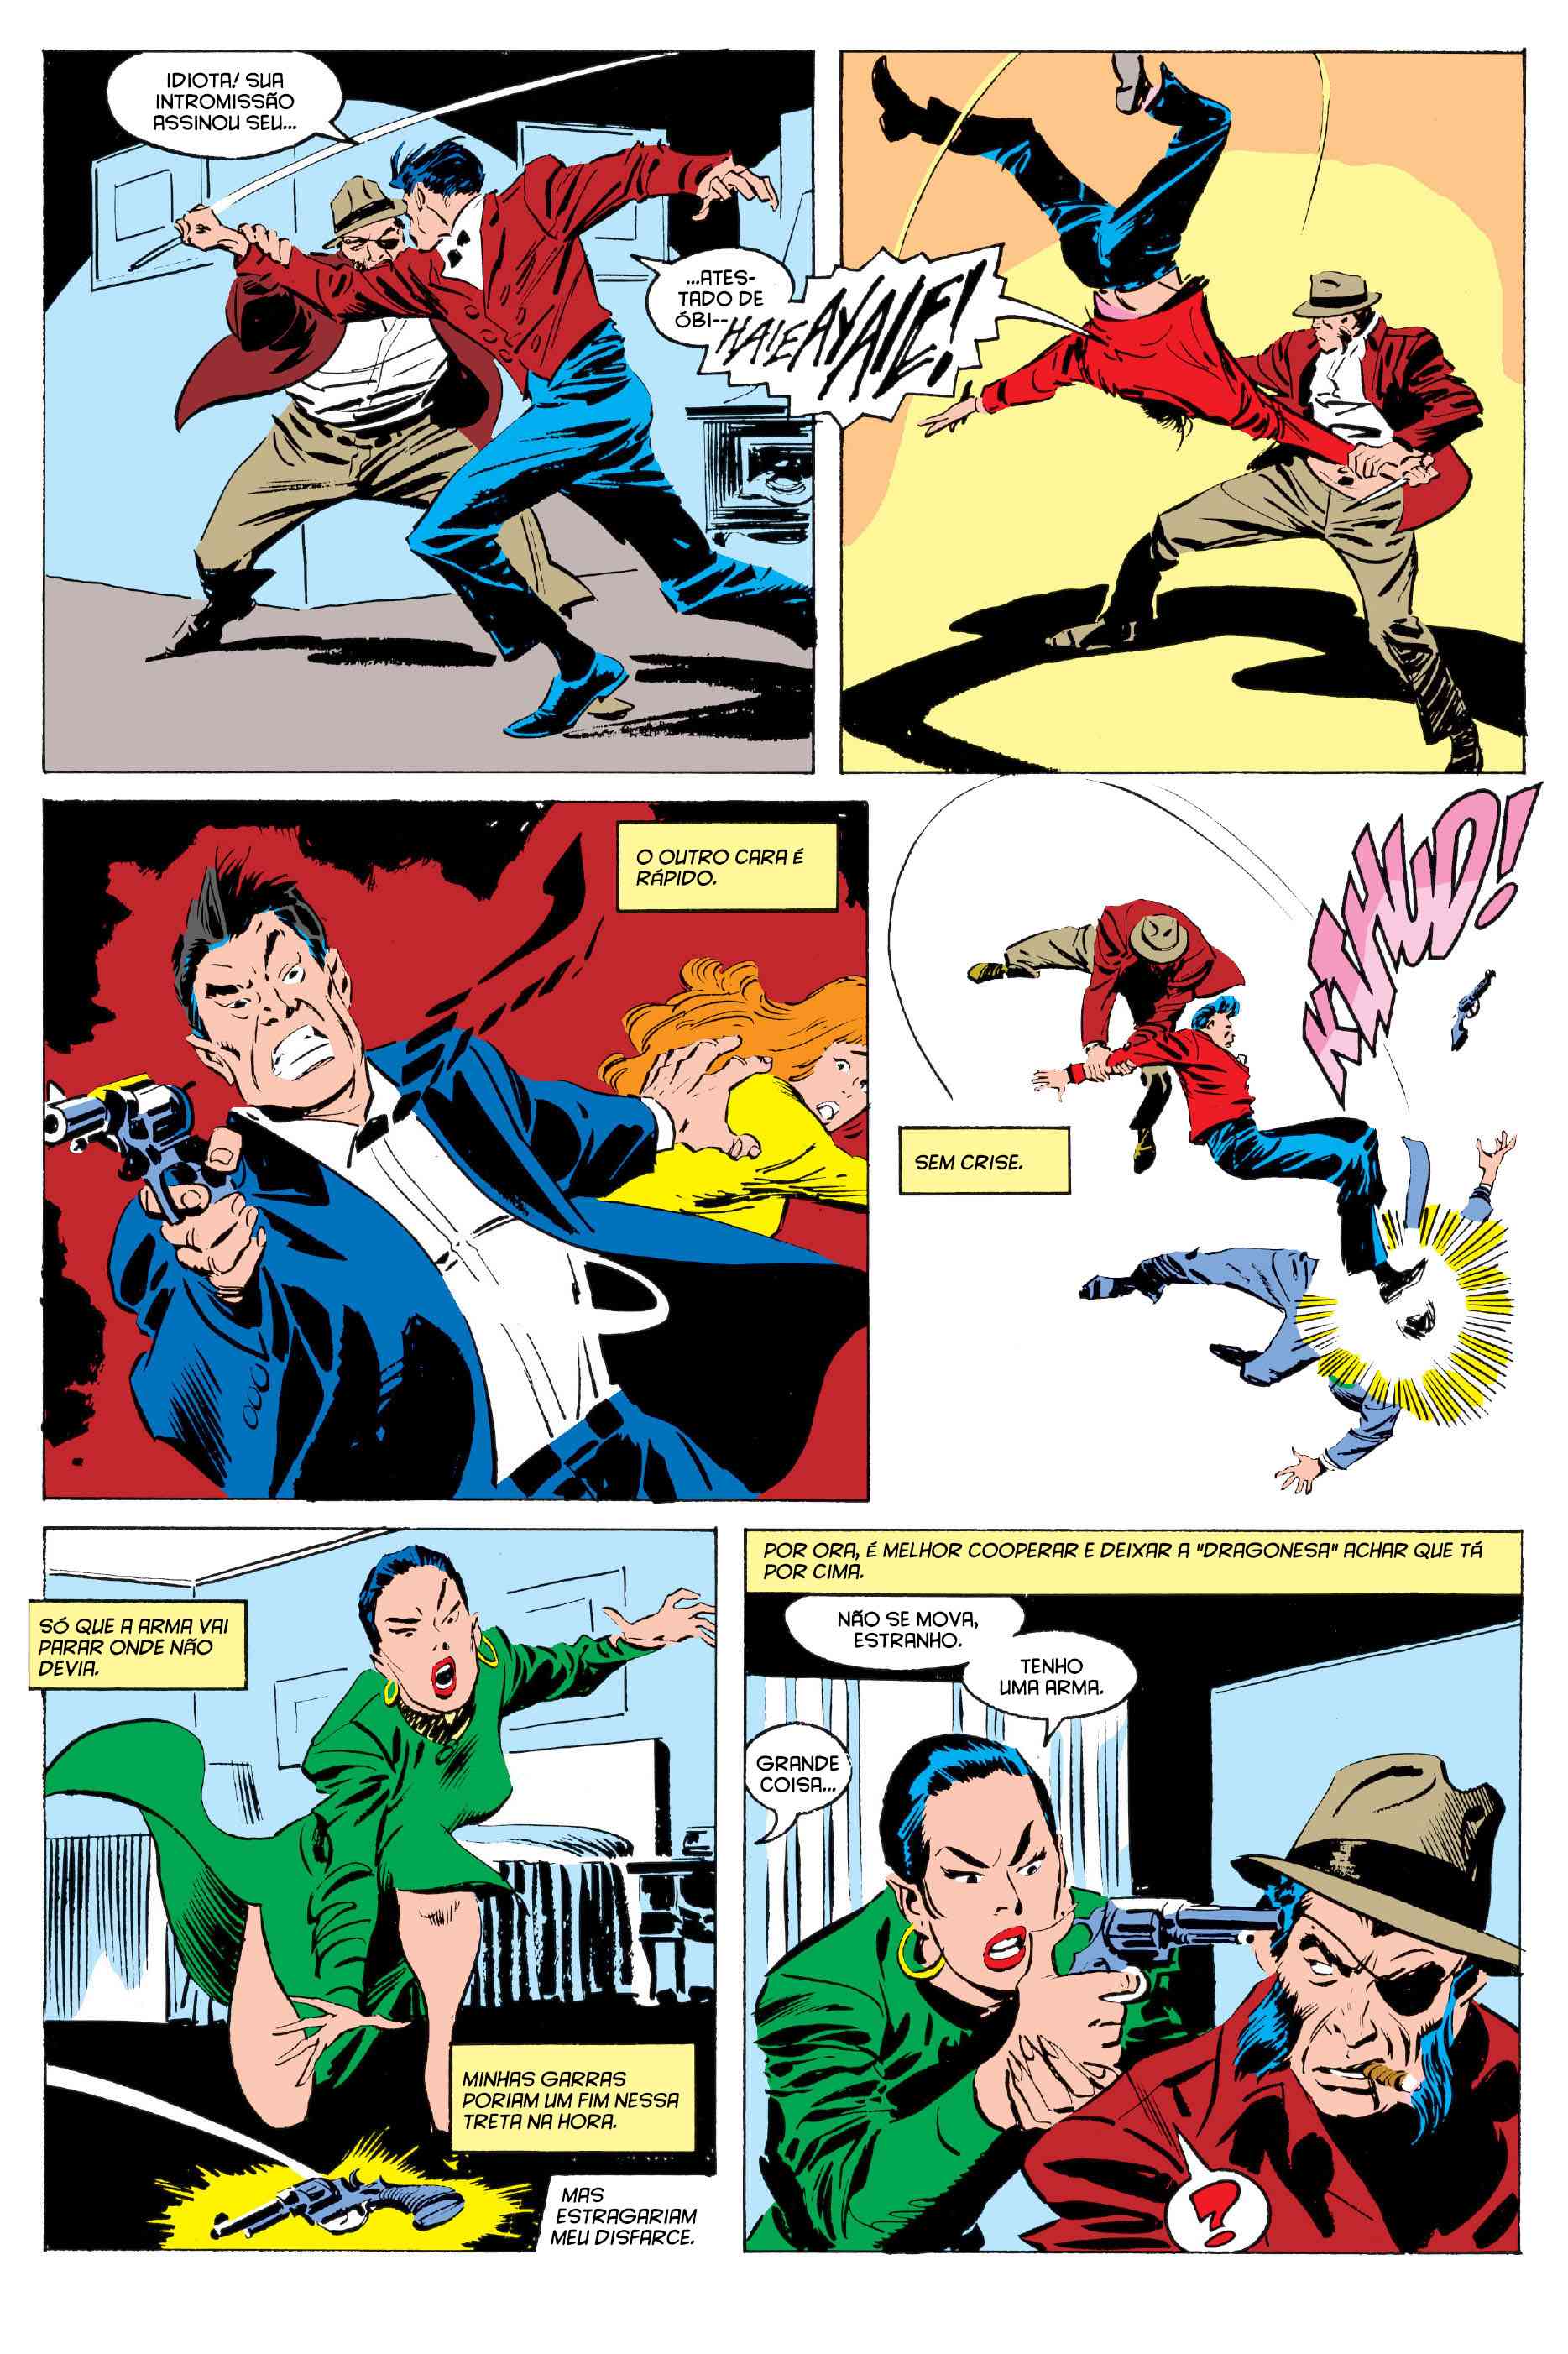 IDIOTA! SUA
INTROMISSÃO
ASSINOU SEU...
...ATES-
TADO DE
ÓBI--
HAIEAYAIE!
O OUTRO CARA É
RÁPIDO.
KWHUD!
SEM CRISE.
SÓ QUE A ARMA VAI
PARAR ONDE NÃO
DEVIA.
MINHAS GARRAS
PORIAM UM FIM NESSA
TRETA NA HORA.
MAS
ESTRAGARIAM
MEU DISFARCE.
POR ORA, É MELHOR COOPERAR E DEIXAR A "DRAGONESA" ACHAR QUE TÁ
POR CIMA.
NÃO SE MOVA,
ESTRANHO.
TENHO
UMA ARMA.
GRANDE
COISA...
?